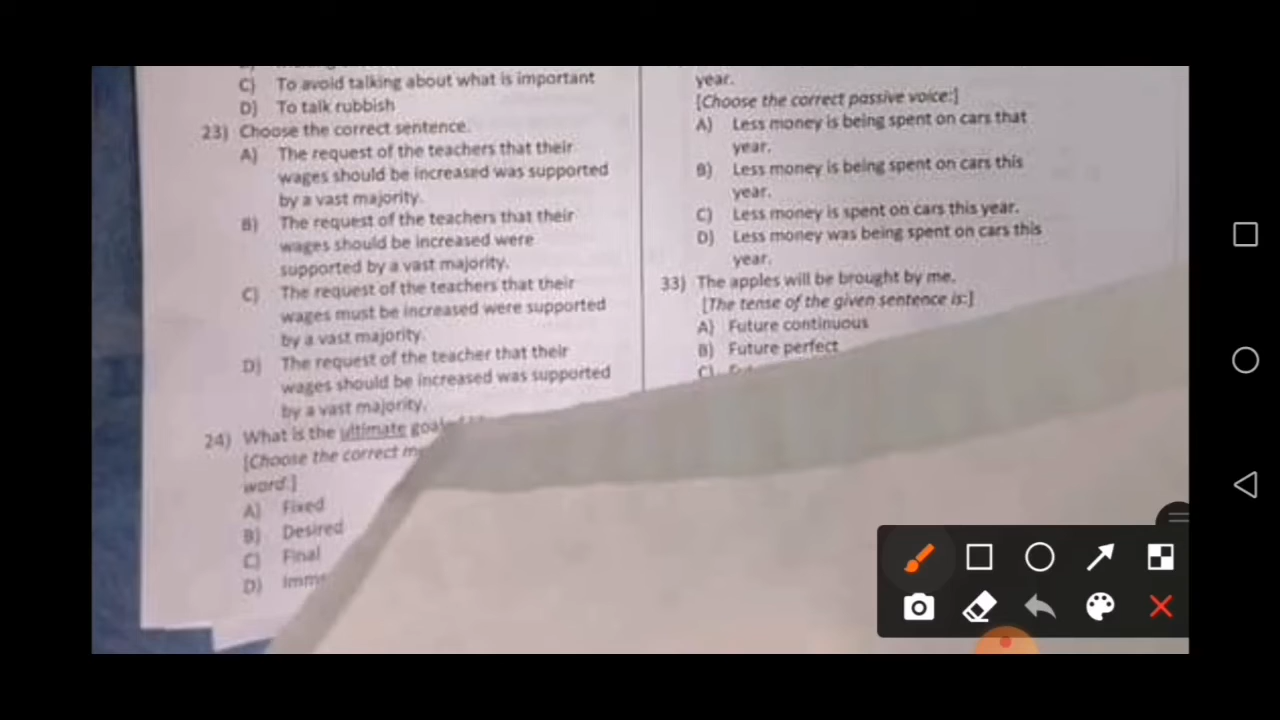 C) To avoid talking about what is important
D) To talk rubbish
23) Choose the correct sentence.
A) The request of the teachers that their
wages should be increased was supported
by a vast majority.
B) The request of the teachers that their
wages should be increased were
supported by a vast majority.
C) The request of the teachers that their
wages must be increased were supported
by a vast majority.
D) The request of the teacher that their
wages should be increased was supported
by a vast majority.
24) What is the ultimate goal
[Choose the correct
word.]
A) Fixed
B) Desired
C) Final
D)
year.
[Choose the correct passive voice:]
A) Less money is being spent on cars that
year.
B) Less money is being spent on cars this
year.
C) Less money is spent on cars this year.
D) Less money was being spent on cars this
year.
33) The apples will be brought by me.
[The tense of the given sentence is:]
A) Future continuous
B) Future perfect
C)